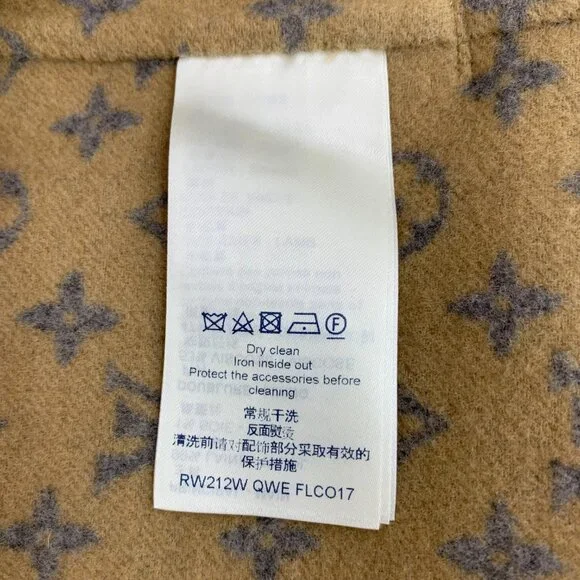 Dry clean
Iron inside out
Protect the accessories before
cleaning
常规干洗
反面熨烫
清洗前请对配饰部分采取有效的
保护措施
RW212W QWE FLCO17